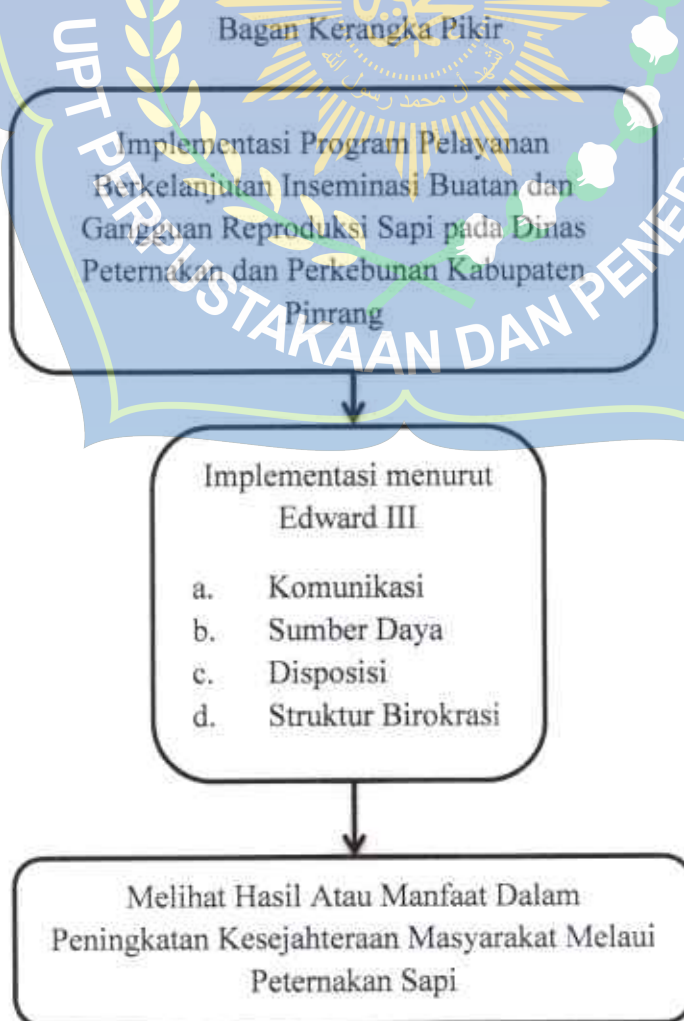 Bagan Kerangka Pikir
UPT PERPUSTAKAAN DAN PENER
Implementasi Program Pelayanan
Berkelanjutan Inseminasi Buatan dan
Gangguan Reproduksi Sapi pada Dinas
Peternakan dan Perkebunan Kabupaten
Pinrang
Implementasi menurut
Edward III
a. Komunikasi
b. Sumber Daya
c. Disposisi
d. Struktur Birokrasi
Melihat Hasil Atau Manfaat Dalam
Peningkatan Kesejahteraan Masyarakat Melaui
Peternakan Sapi